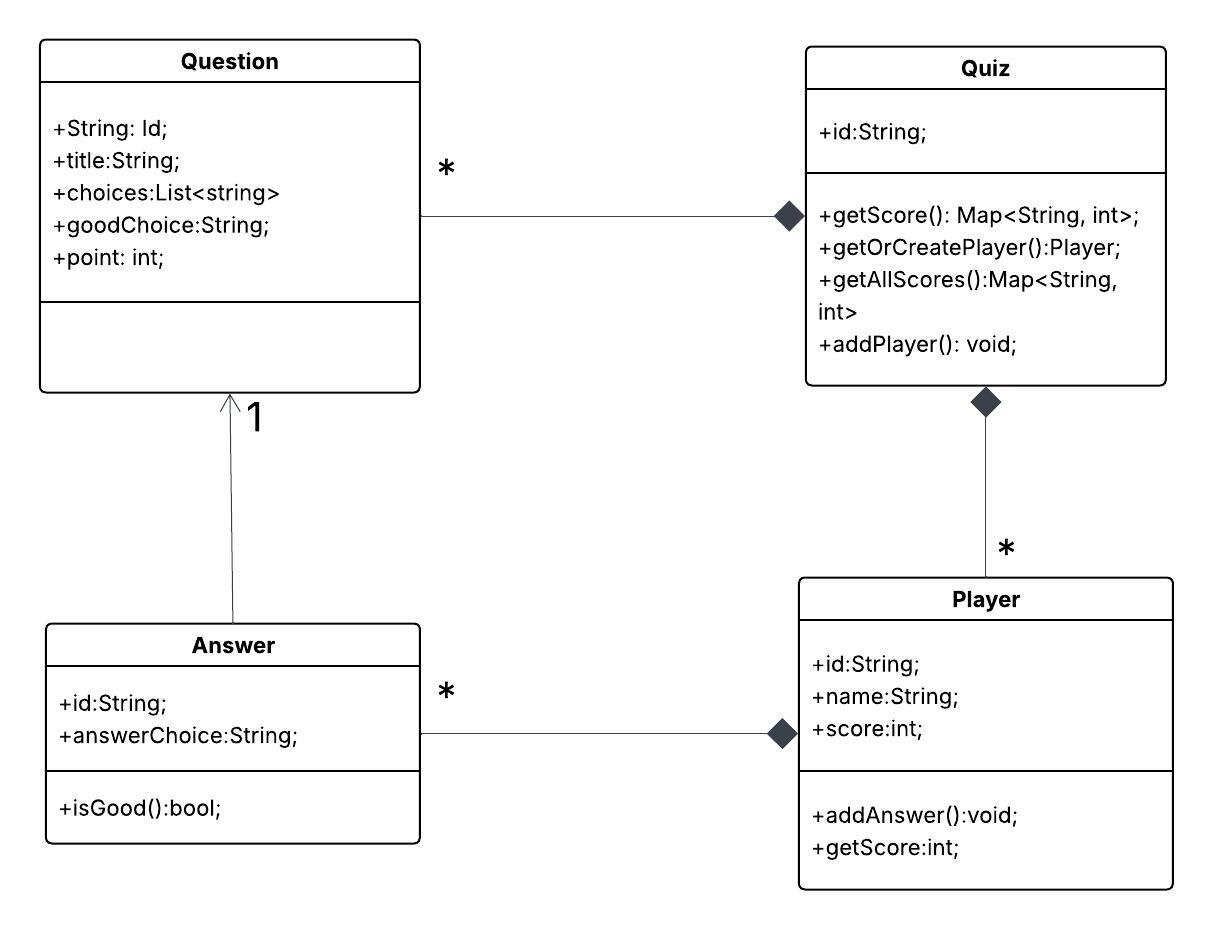 Question
+String: Id;
+title:String;
+choices:List<string>
+goodChoice:String;
+point: int;
*
Quiz
+id:String;
+getScore(): Map<String, int>;
+getOrCreatePlayer():Player;
+getAllScores():Map<String,
int>
+addPlayer(): void;
1
*
Answer
+id:String;
+answerChoice:String;
+isGood():bool;
*
Player
+id:String;
+name:String;
+score:int;
+addAnswer():void;
+getScore:int;